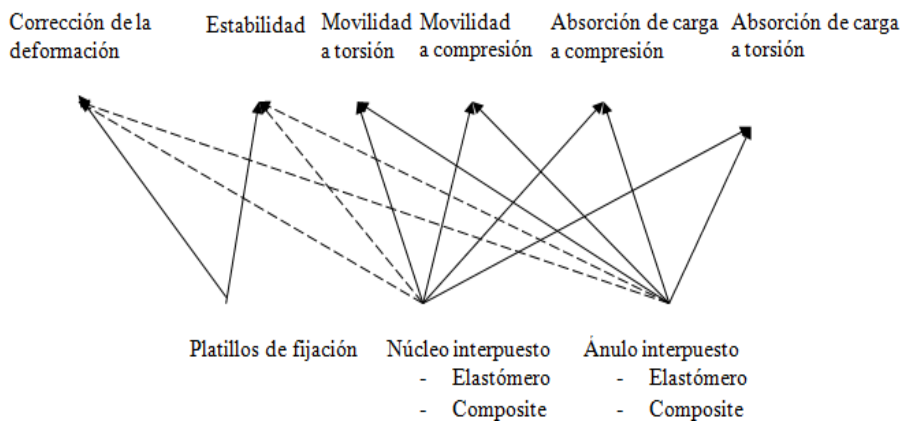 Corrección de la
deformación
Estabilidad
Movilidad
a torsión
Movilidad
a compresión
Absorción de carga
a compresión
Absorción de carga
a torsión
Platillos de fijación
Núcleo interpuesto
- Elastómero
- Composite
Ánulo interpuesto
- Elastómero
- Composite